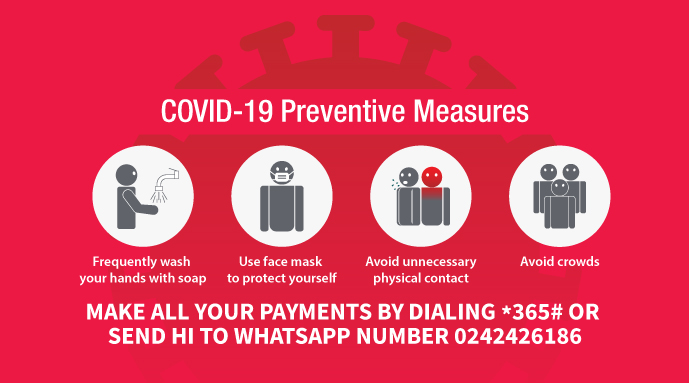 COVID-19 Preventive Measures
Frequently wash
your hands with soap
Use face mask
to protect yourself
Avoid unnecessary
physical contact
Avoid crowds
MAKE ALL YOUR PAYMENTS BY DIALING *365# OR
SEND HI TO WHATSAPP NUMBER 0242426186